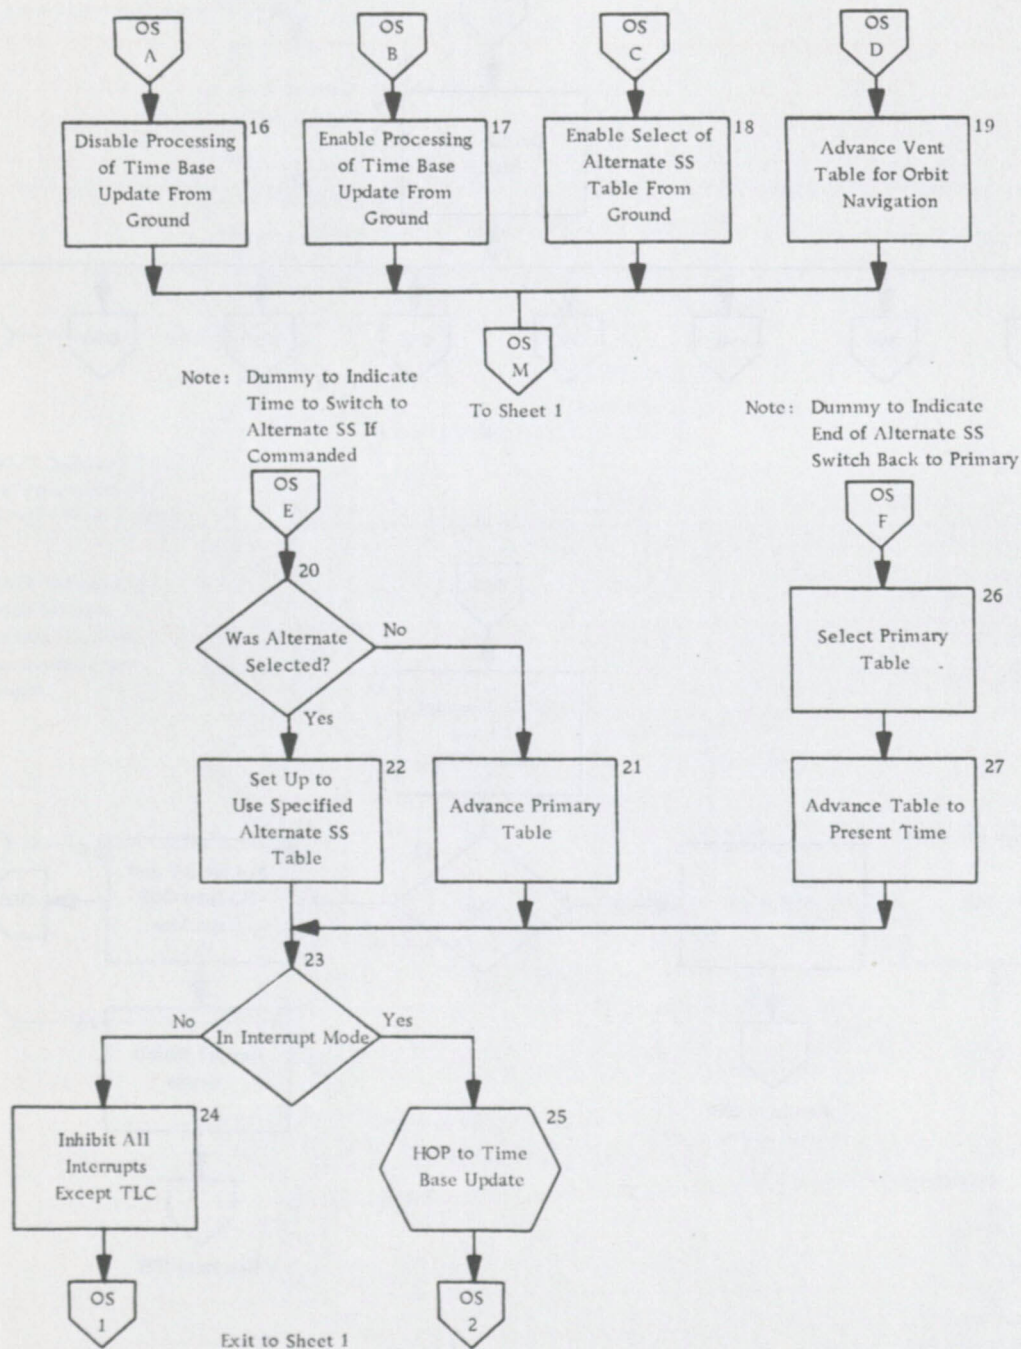 OS
A
OS
B
OS
C
OS
D
16
Disable Processing
of Time Base
Update From
Ground
17
Enable Processing
of Time Base
Update From
Ground
18
Enable Select of
Alternate SS
Table From
Ground
19
Advance Vent
Table for Orbit
Navigation
OS
M
To Sheet 1
Note: Dummy to Indicate
Time to Switch to
Alternate SS If
Commanded
Note: Dummy to Indicate
End of Alternate SS
Switch Back to Primary
OS
E
OS
F
20
Was Alternate
Selected?
No
Yes
26
Select Primary
Table
22
Set Up to
Use Specified
Alternate SS
Table
21
Advance Primary
Table
27
Advance Table to
Present Time
23
In Interrupt Mode
No
Yes
24
Inhibit All
Interrupts
Except TLC
25
HOP to Time
Base Update
OS
1
OS
2
Exit to Sheet 1